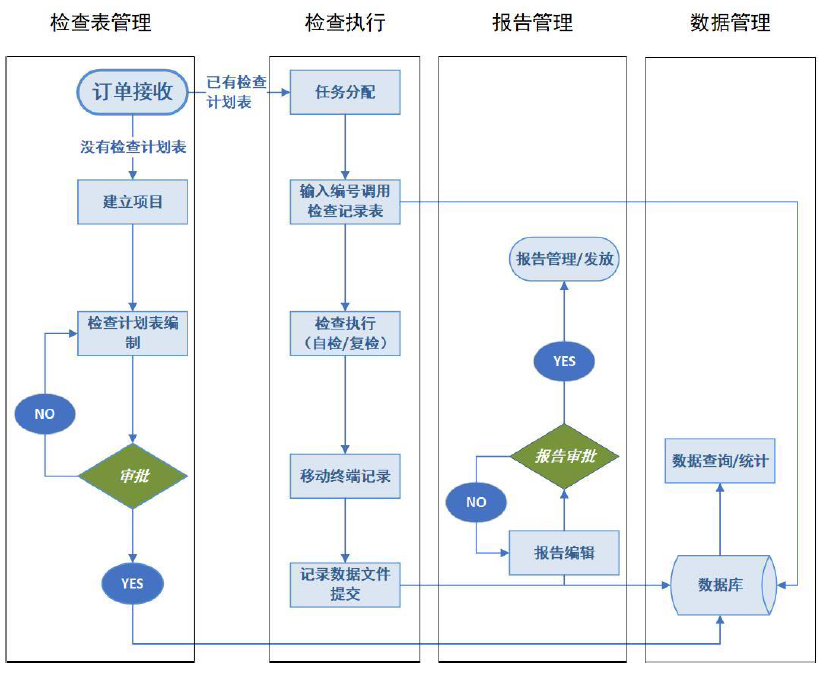 检查表管理
检查执行
报告管理
数据管理
订单接收
已有检查
计划表
任务分配
没有检查计划表
建立项目
输入编号调用
检查记录表
报告管理/发放
检查计划表编
制
检查执行
（自检/复检）
YES
NO
审批
移动终端记录
报告审批
数据查询/统计
NO
报告编辑
YES
记录数据文件
提交
数据库